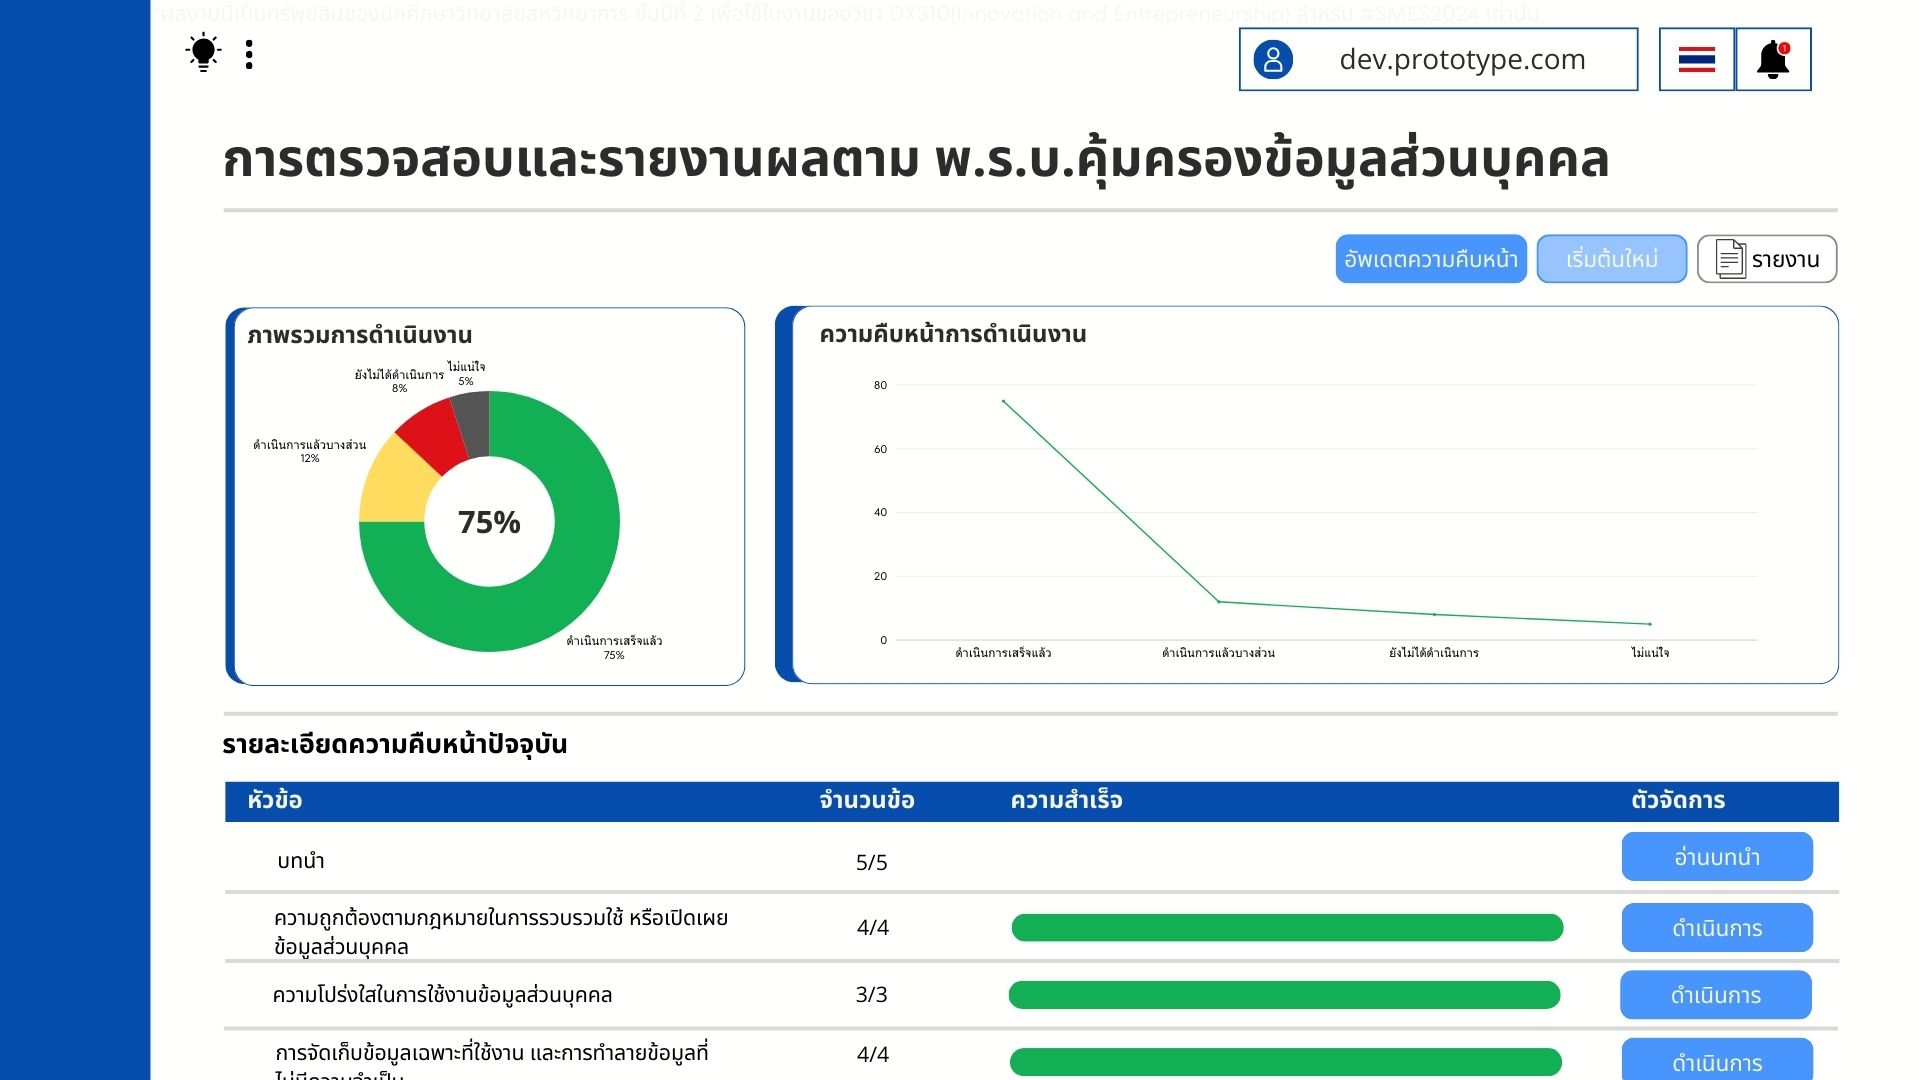 *ผลงานนี้เป็นทรัพย์สินของนักศึกษาวิทยาลัยสหวิทยาการ ชั้นปีที่ 2 เพื่อใช้ในงานของวิชา DX310(Innovation and Entrepreneurship) สำหรับ #SMES2024 เท่านั้น
dev.prototype.com
1
การตรวจสอบและรายงานผลตาม พ.ร.บ.คุ้มครองข้อมูลส่วนบุคคล
อัพเดตความคืบหน้า
เริ่มต้นใหม่
รายงาน
ภาพรวมการดำเนินงาน
ไม่แน่ใจ
5%
ยังไม่ได้ดำเนินการ
8%
ดำเนินการแล้วบางส่วน
12%
75%
ดำเนินการเสร็จแล้ว
75%
ความคืบหน้าการดำเนินงาน
80
60
40
20
0
ดำเนินการเสร็จแล้ว
ดำเนินการแล้วบางส่วน
ยังไม่ได้ดำเนินการ
ไม่แน่ใจ
รายละเอียดความคืบหน้าปัจจุบัน
หัวข้อ จำนวนข้อ ความสำเร็จ ตัวจัดการ
บทนำ 5/5 อ่านบทนำ
ความถูกต้องตามกฎหมายในการรวบรวมใช้ หรือเปิดเผย
ข้อมูลส่วนบุคคล
4/4 ดำเนินการ
ความโปร่งใสในการใช้งานข้อมูลส่วนบุคคล 3/3 ดำเนินการ
การจัดเก็บข้อมูลเฉพาะที่ใช้งาน และการทำลายข้อมูลที่
4/4 ดำเนินการ